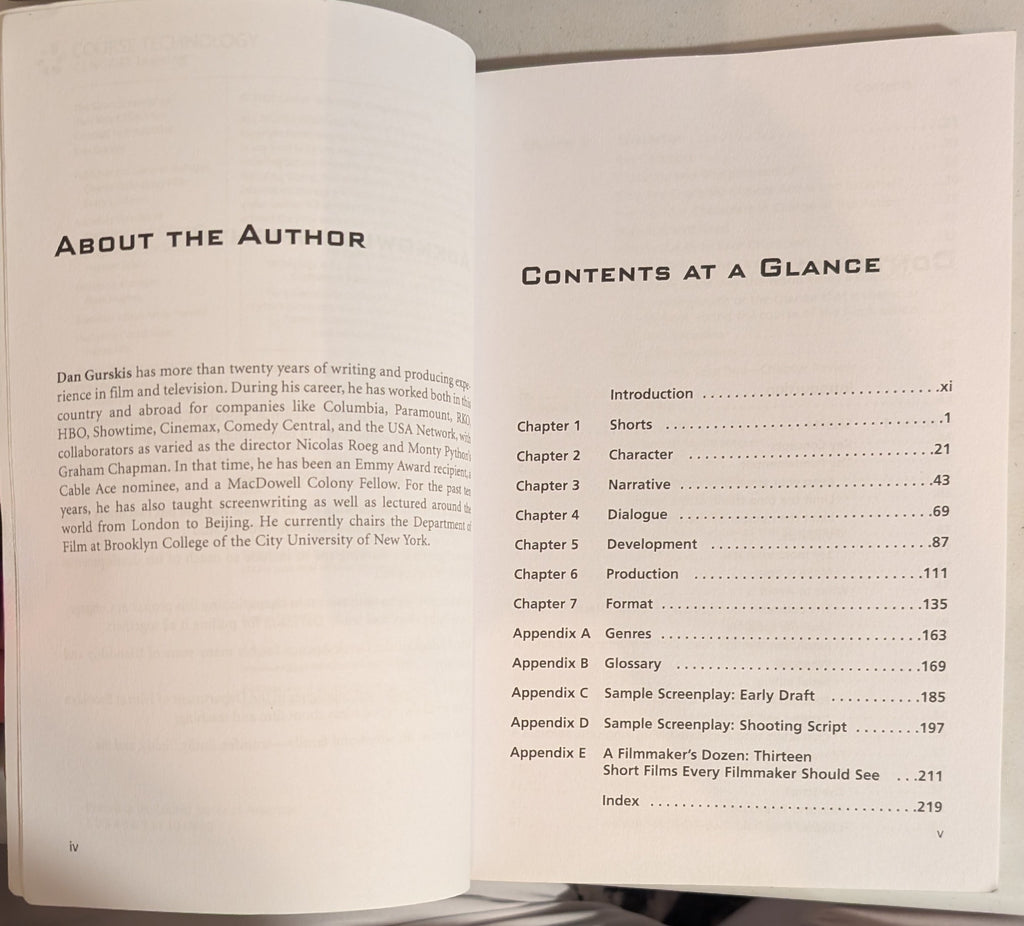 ABOUT THE AUTHOR
Dan Gurskis has more than twenty years of writing and producing expe-
rience in film and television. During his career, he has worked both in this
country and abroad for companies like Columbia, Paramount, RKO,
HBO, Showtime, Cinemax, Comedy Central, and the USA Network, with
collaborators as varied as the director Nicolas Roeg and Monty Python's
Graham Chapman. In that time, he has been an Emmy Award recipient, a
Cable Ace nominee, and a MacDowell Colony Fellow. For the past ten
years, he has also taught screenwriting as well as lectured around the
world from London to Beijing. He currently chairs the Department of
Film at Brooklyn College of the City University of New York.
iv
CONTENTS AT A GLANCE
Introduction ...........................xi
Chapter 1 Shorts ................................1
Chapter 2 Character ............................21
Chapter 3 Narrative ............................43
Chapter 4 Dialogue ............................69
Chapter 5 Development ........................87
Chapter 6 Production .........................111
Chapter 7 Format .............................135
Appendix A Genres .............................163
Appendix B Glossary ...........................169
Appendix C Sample Screenplay: Early Draft ..........185
Appendix D Sample Screenplay: Shooting Script ........197
Appendix E A Filmmaker's Dozen: Thirteen
Short Films Every Filmmaker Should See ...211
Index ..............................219
v